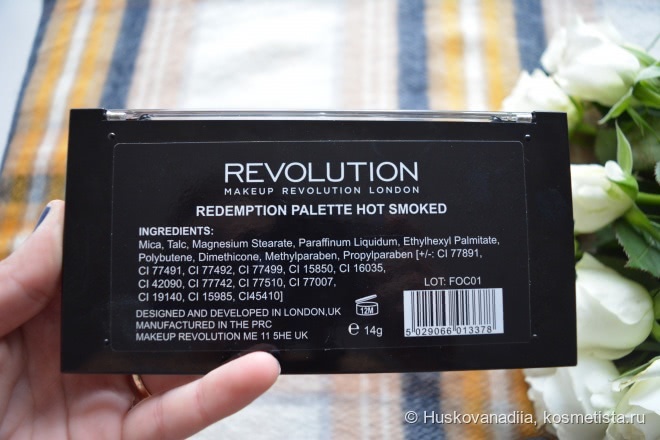 REVOLUTION
MAKEUP REVOLUTION LONDON
REDEMPTION PALETTE HOT SMOKED
INGREDIENTS:
Mica, Talc, Magnesium Stearate, Paraffinum Liquidum, Ethylhexyl Palmitate,
Polybutene, Dimethicone, Methylparaben, Propylparaben [+/-: CI 77891,
CI 77491, CI 77492, CI 77499, CI 15850, CI 16035,
CI 42090, CI 77742, CI 77510, CI 77007,
CI 19140, CI 15985, CI45410]
LOT: FOC01
DESIGNED AND DEVELOPED IN LONDON,UK
MANUFACTURED IN THE PRC
MAKEUP REVOLUTION ME 11 5HE UK
12M
e 14g
5 029066 013378
© Huskovanadiia, kosmetista.ru